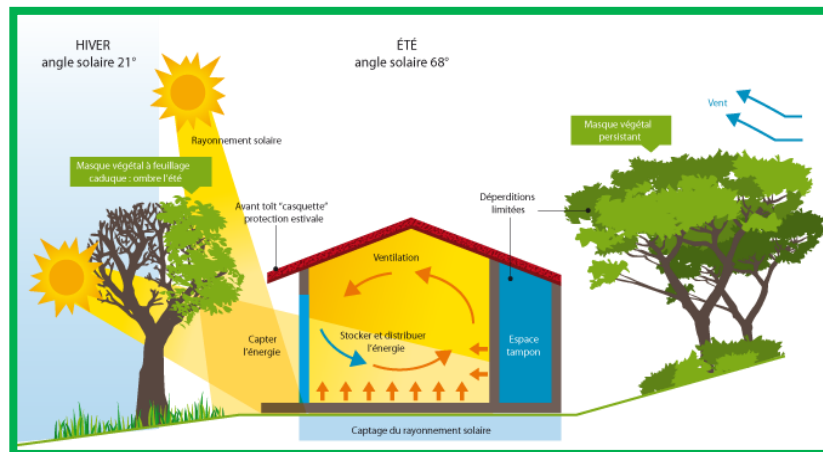 HIVER
angle solaire 21°
ÉTÉ
angle solaire 68°
Vent
Rayonnement solaire
Masque végétal
persistant
Masque végétal à feuillage
caduque : ombre l'été
Avant toît "casquette"
protection estivale
Déperditions
limitées
Ventilation
Capter
l'énergie
Stocker et distribuer
l'énergie
Espace
tampon
Captage du rayonnement solaire